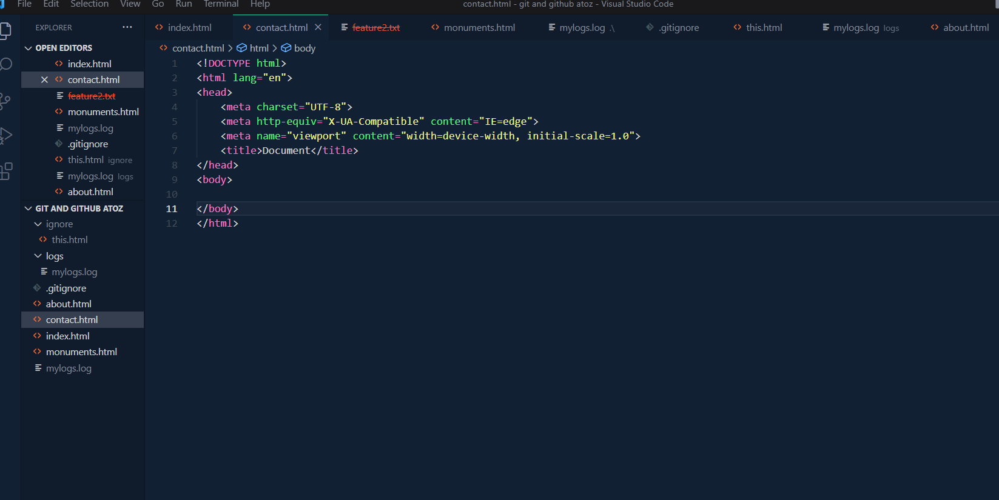 File Edit Selection View Go Run Terminal Help
contact.html - git and github atoz - Visual Studio Code
EXPLORER ...
OPEN EDITORS
index.html
contact.html
feature2.txt
monuments.html
mylogs.log
.gitignore
this.html ignore
mylogs.log logs
about.html
GIT AND GITHUB ATOZ
ignore
this.html
logs
mylogs.log
.gitignore
about.html
contact.html
index.html
monuments.html
mylogs.log
index.html contact.html feature2.txt monuments.html mylogs.log .\ .gitignore this.html mylogs.log logs about.html
contact.html > html > body
1 <!DOCTYPE html>
2 <html lang="en">
3 <head>
4 <meta charset="UTF-8">
5 <meta http-equiv="X-UA-Compatible" content="IE=edge">
6 <meta name="viewport" content="width=device-width, initial-scale=1.0">
7 <title>Document</title>
8 </head>
9 <body>
10
11 </body>
12 </html>